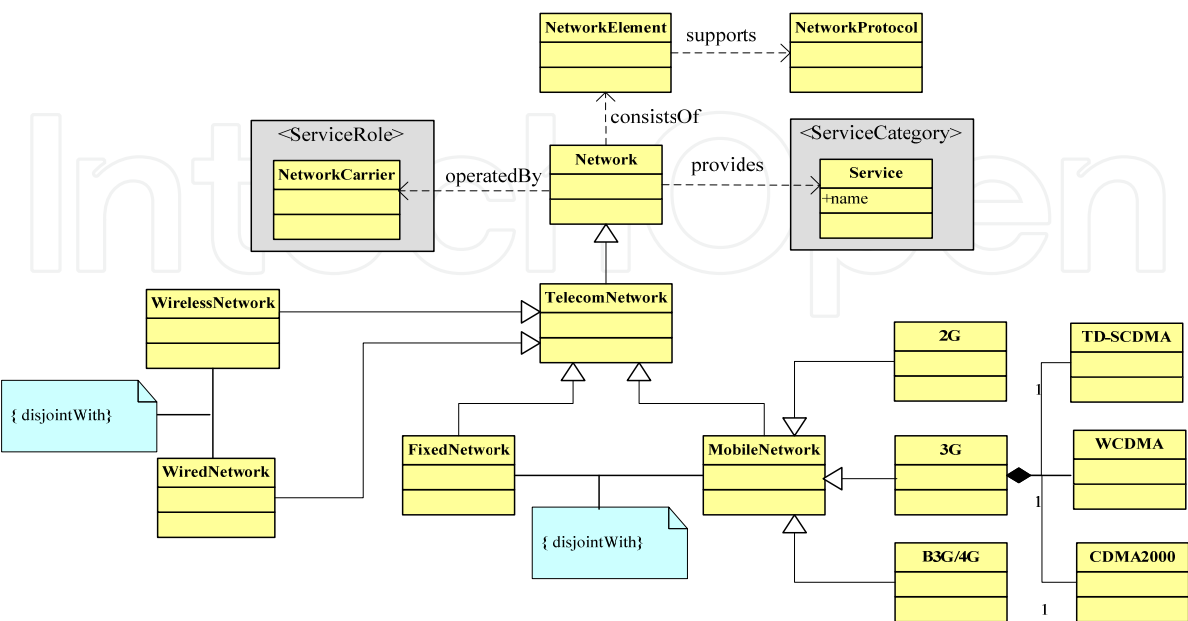 NetworkElement
supports
NetworkProtocol
consistsOf
<ServiceRole>
<ServiceCategory>
Network
NetworkCarrier
operatedBy
provides
Service
+name
IntechOpen
WirelessNetwork
TelecomNetwork
2G
TD-SCDMA
1
{ disjointWith}
FixedNetwork
MobileNetwork
3G
WCDMA
WiredNetwork
1
{ disjointWith}
B3G/4G
CDMA2000
1